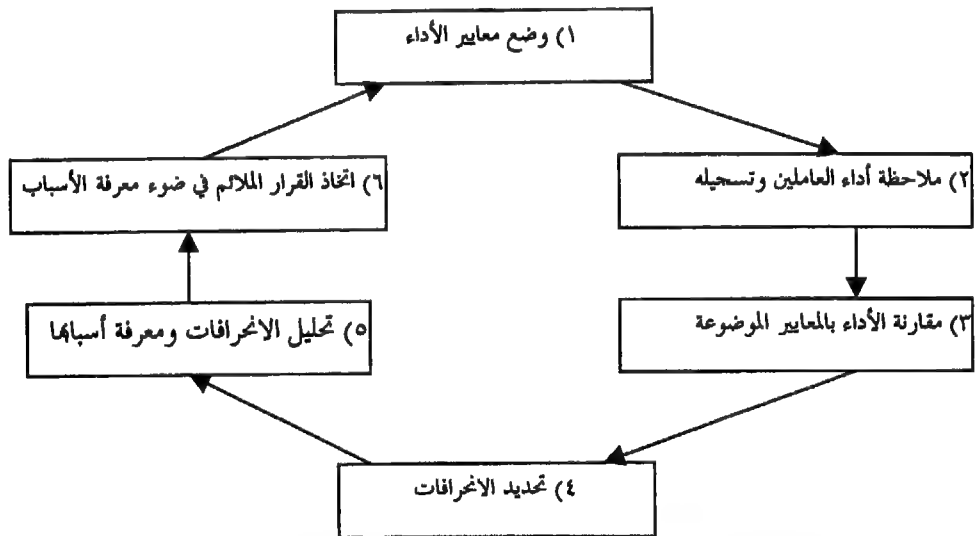 ١) وضع معايير الأداء
٢) ملاحظة أداء العاملين وتسجيله
٣) مقارنة الأداء بالمعايير الموضوعة
٤) تحديد الانحرافات
٥) تحليل الانحرافات ومعرفة أسبابها
٦) اتخاذ القرار الملائم في ضوء معرفة الأسباب